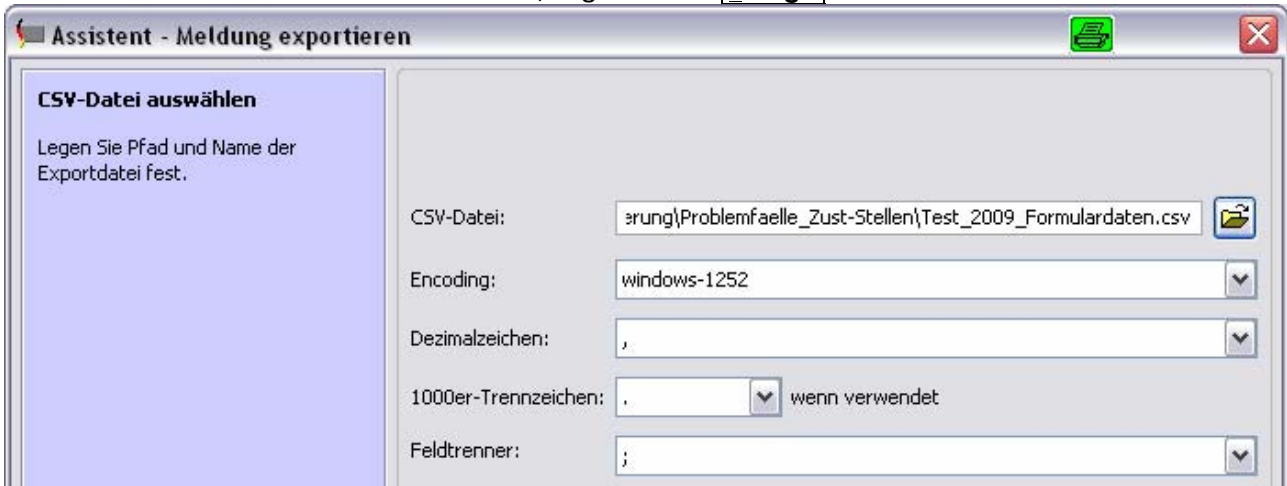 Assistent - Meldung exportieren
CSV-Datei auswählen
Legen Sie Pfad und Name der
Exportdatei fest.
CSV-Datei: erung\Problemfaelle_Zust-Stellen\Test_2009_Formulardaten.csv
Encoding: windows-1252
Dezimalzeichen: ,
1000er-Trennzeichen: . wenn verwendet
Feldtrenner: ;